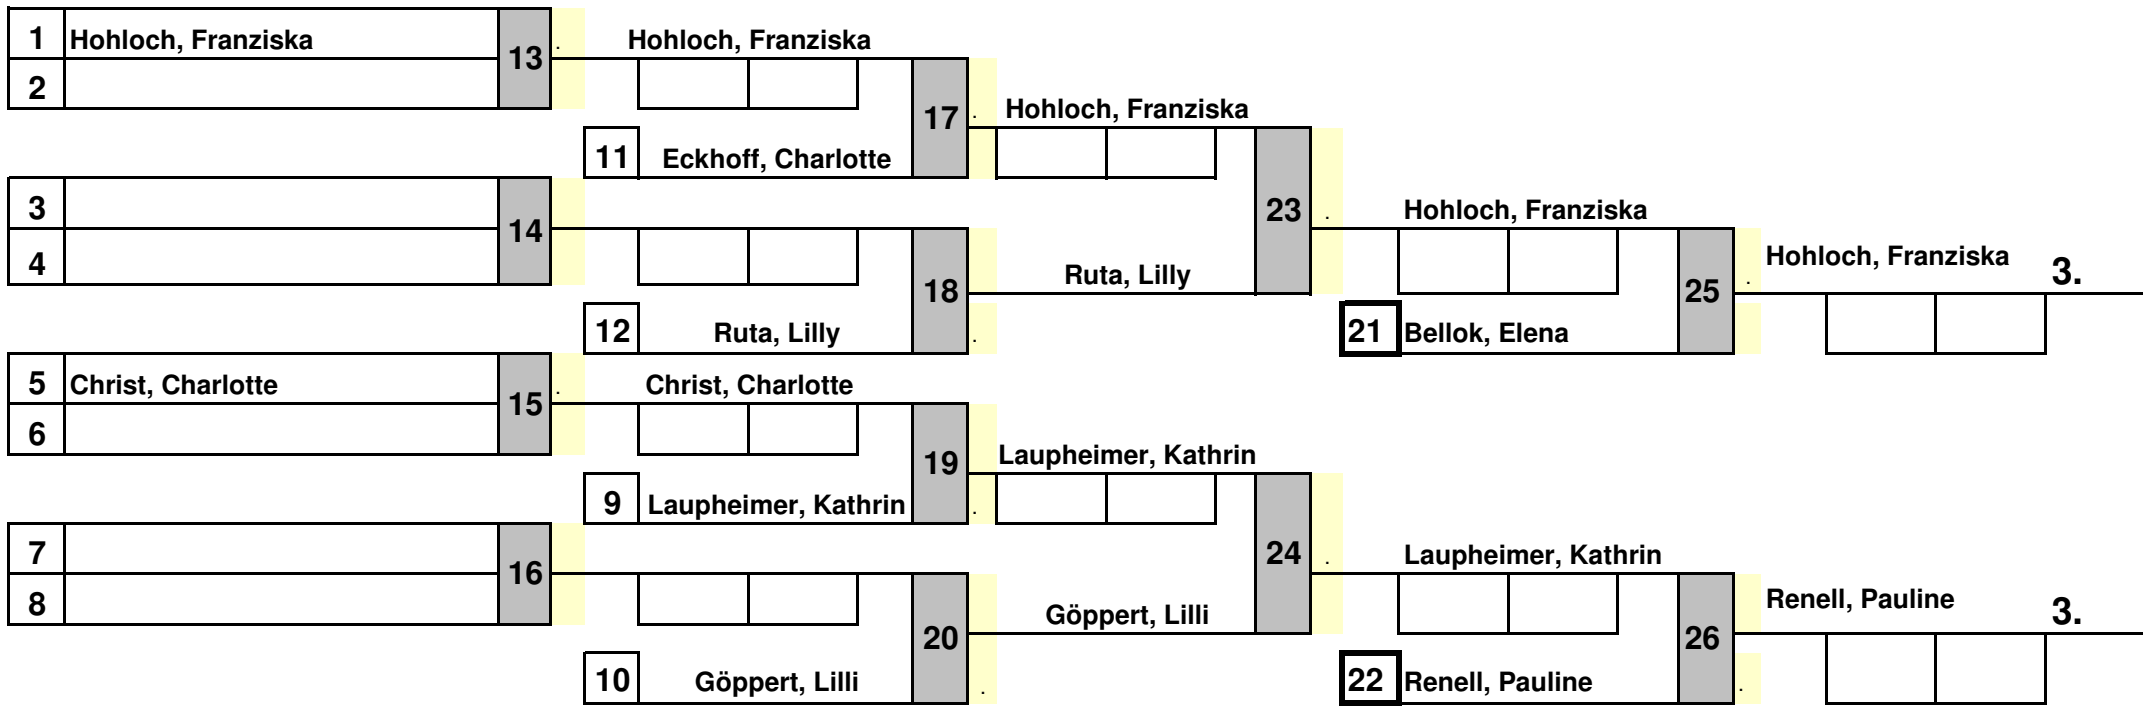 1 Hohloch, Franziska
2
13
Hohloch, Franziska
11 Eckhoff, Charlotte
17
Hohloch, Franziska
3
4
14
12 Ruta, Lilly
18
Ruta, Lilly
23
Hohloch, Franziska
21 Bellok, Elena
25
Hohloch, Franziska 3.
5 Christ, Charlotte
6
15
Christ, Charlotte
9 Laupheimer, Kathrin
19
Laupheimer, Kathrin
7
8
16
10 Göppert, Lilli
20
Göppert, Lilli
24
Laupheimer, Kathrin
22 Renell, Pauline
26
Renell, Pauline 3.